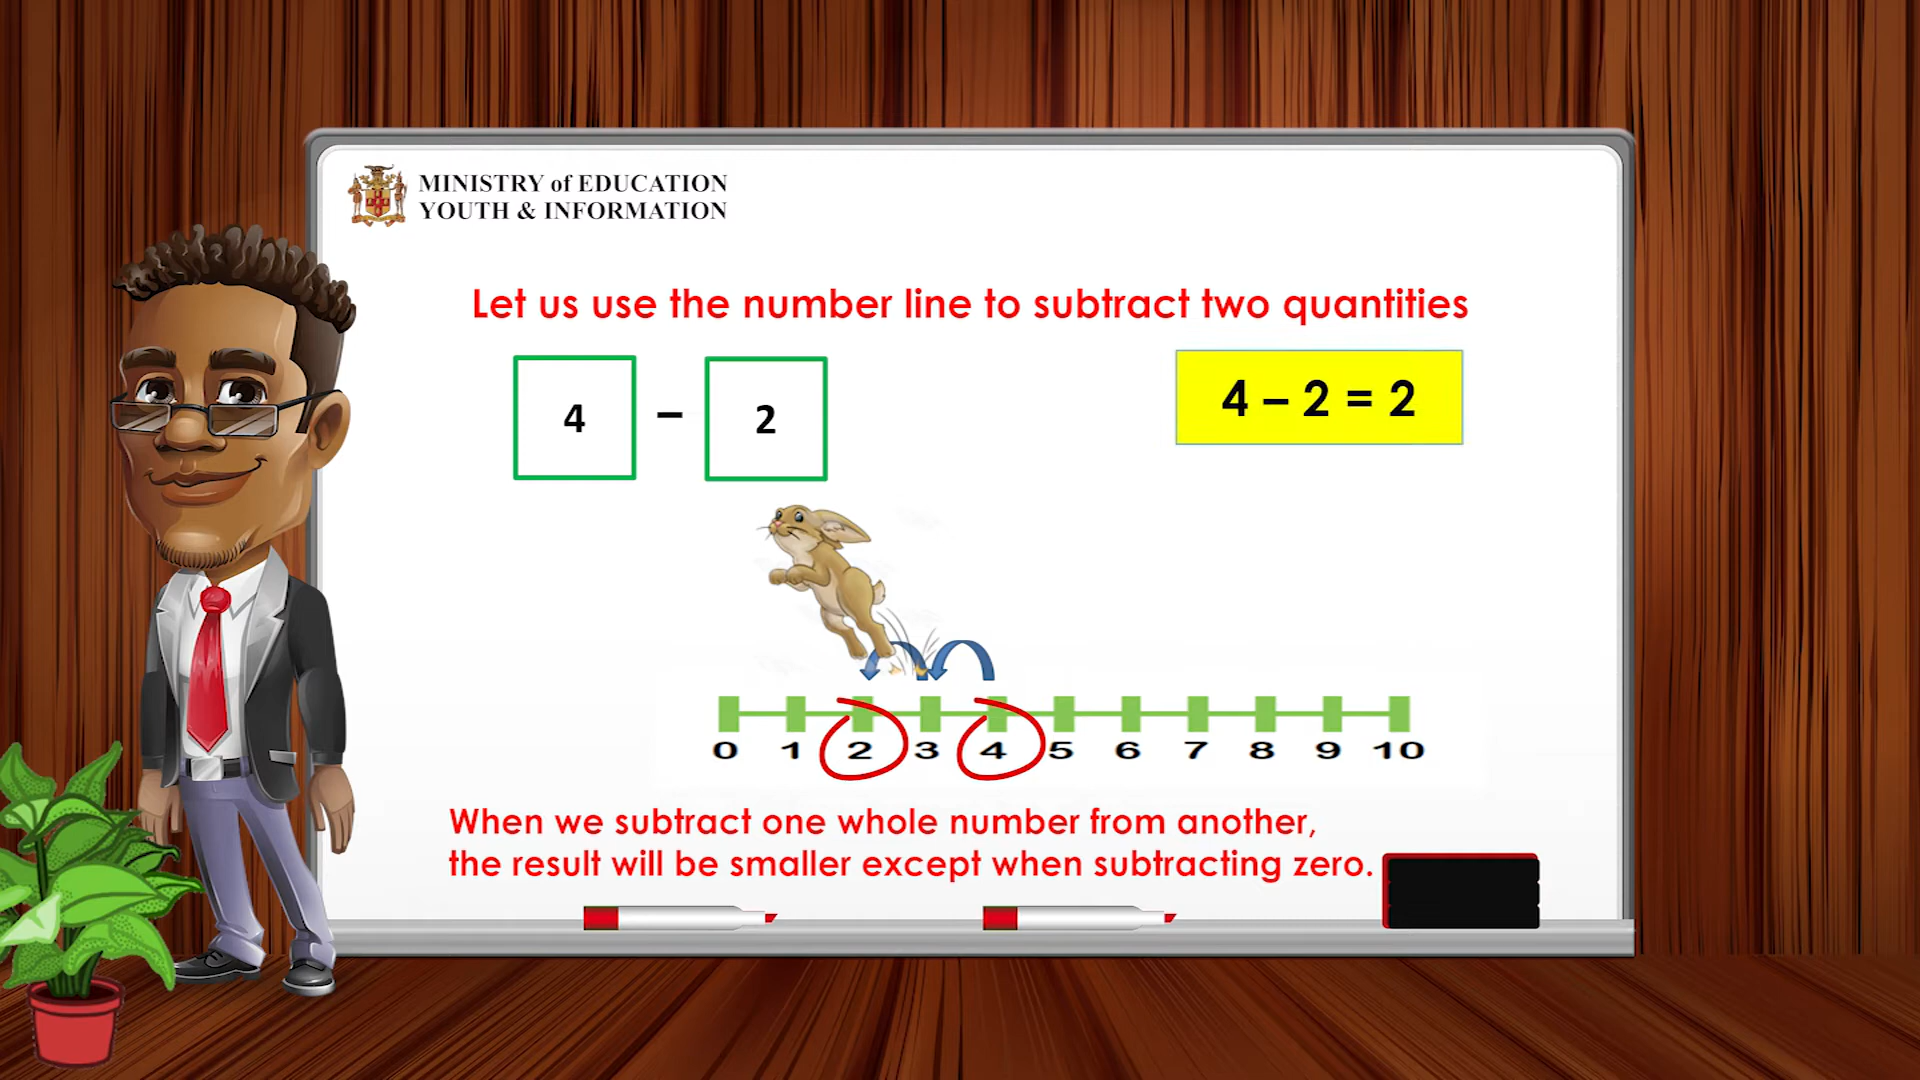 MINISTRY of EDUCATION
YOUTH & INFORMATION
Let us use the number line to subtract two quantities
4 – 2
4 – 2 = 2
0 1 2 3 4 5 6 7 8 9 10
When we subtract one whole number from another,
the result will be smaller except when subtracting zero.